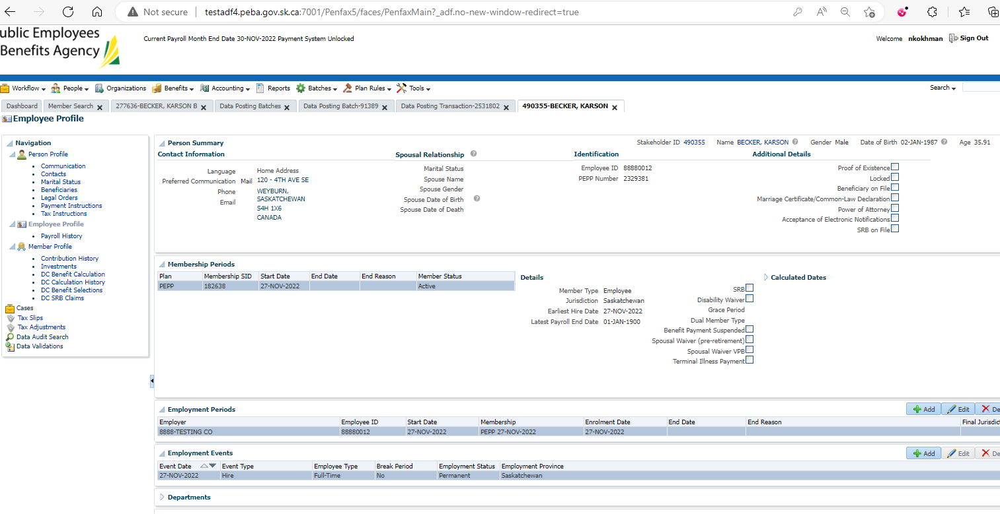 Not secure | testadf4.peba.gov.sk.ca:7001/Penfax5/faces/PenfaxMain?_adf.no-new-window-redirect=true
ublic Employees
Benefits Agency
Current Payroll Month End Date 30-NOV-2022 Payment System Unlocked
Welcome nkokhman Sign Out
Workflow People Organizations Benefits Accounting Reports Batches Plan Rules Tools Search
Dashboard Member Search 277636-BECKER, KARSON B Data Posting Batches Data Posting Batch-91389 Data Posting Transaction-2531802 490355-BECKER, KARSON
Employee Profile
Navigation
Person Profile
Communication
Contacts
Marital Status
Beneficiaries
Legal Orders
Payment Instructions
Tax Instructions
Employee Profile
Payroll History
Member Profile
Contribution History
Investments
DC Benefit Calculation
DC Calculation History
DC Benefit Selections
DC SRB Claims
Cases
Tax Slips
Tax Adjustments
Data Audit Search
Data Validations
Person Summary
Stakeholder ID 490355 Name BECKER, KARSON Gender Male Date of Birth 02-JAN-1987 Age 35.91
Contact Information
Language
Preferred Communication Mail
Phone
Email
Home Address
120 - 4TH AVE SE
WEYBURN,
SASKATCHEWAN
S4H 1X6
CANADA
Spousal Relationship
Marital Status
Spouse Name
Spouse Gender
Spouse Date of Birth
Spouse Date of Death
Identification
Employee ID 88880012
PEPP Number 2329381
Additional Details
Proof of Existence
Locked
Beneficiary on File
Marriage Certificate/Common-Law Declaration
Power of Attorney
Acceptance of Electronic Notifications
SRB on File
Membership Periods
Plan Membership SID Start Date End Date End Reason Member Status
PEPP 182638 27-NOV-2022 Active
Details
Member Type Employee
Jurisdiction Saskatchewan
Earliest Hire Date 27-NOV-2022
Latest Payroll End Date 01-JAN-1900
SRB
Disability Waiver
Grace Period
Dual Member Type
Benefit Payment Suspended
Spousal Waiver (pre-retirement)
Spousal Waiver VPB
Terminal Illness Payment
Calculated Dates
Employment Periods
Add Edit De
Employer Employee ID Start Date Membership Enrolment Date End Date End Reason Final Jurisdict
8888-TESTING CO 88880012 27-NOV-2022 PEPP 27-NOV-2022 27-NOV-2022
Employment Events
Add Edit De
Event Date Event Type Employee Type Break Period Employment Status Employment Province
27-NOV-2022 Hire Full-Time No Permanent Saskatchewan
Departments